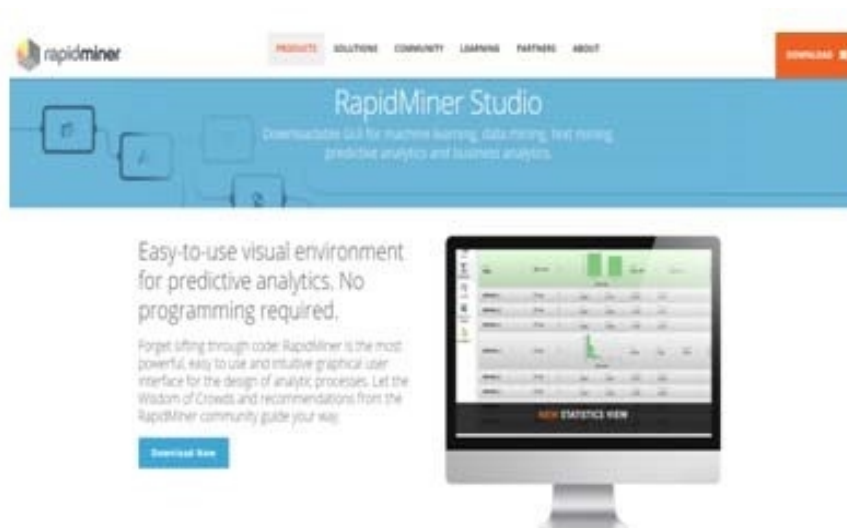 rapidminer
PRODUCTS SOLUTIONS COMMUNITY LEARNING PARTNERS ABOUT
DOWNLOAD
RapidMiner Studio
Downloadable GUI for machine learning, data mining, text mining,
predictive analytics and business analytics.
Easy-to-use visual environment
for predictive analytics. No
programming required.
Forget sifting through code! RapidMiner is the most
powerful, easy to use and intuitive graphical user
interface for the design of analytic processes. Let the
Wisdom of Crowds and recommendations from the
RapidMiner community guide your way.
Download Now
NEW STATISTICS VIEW